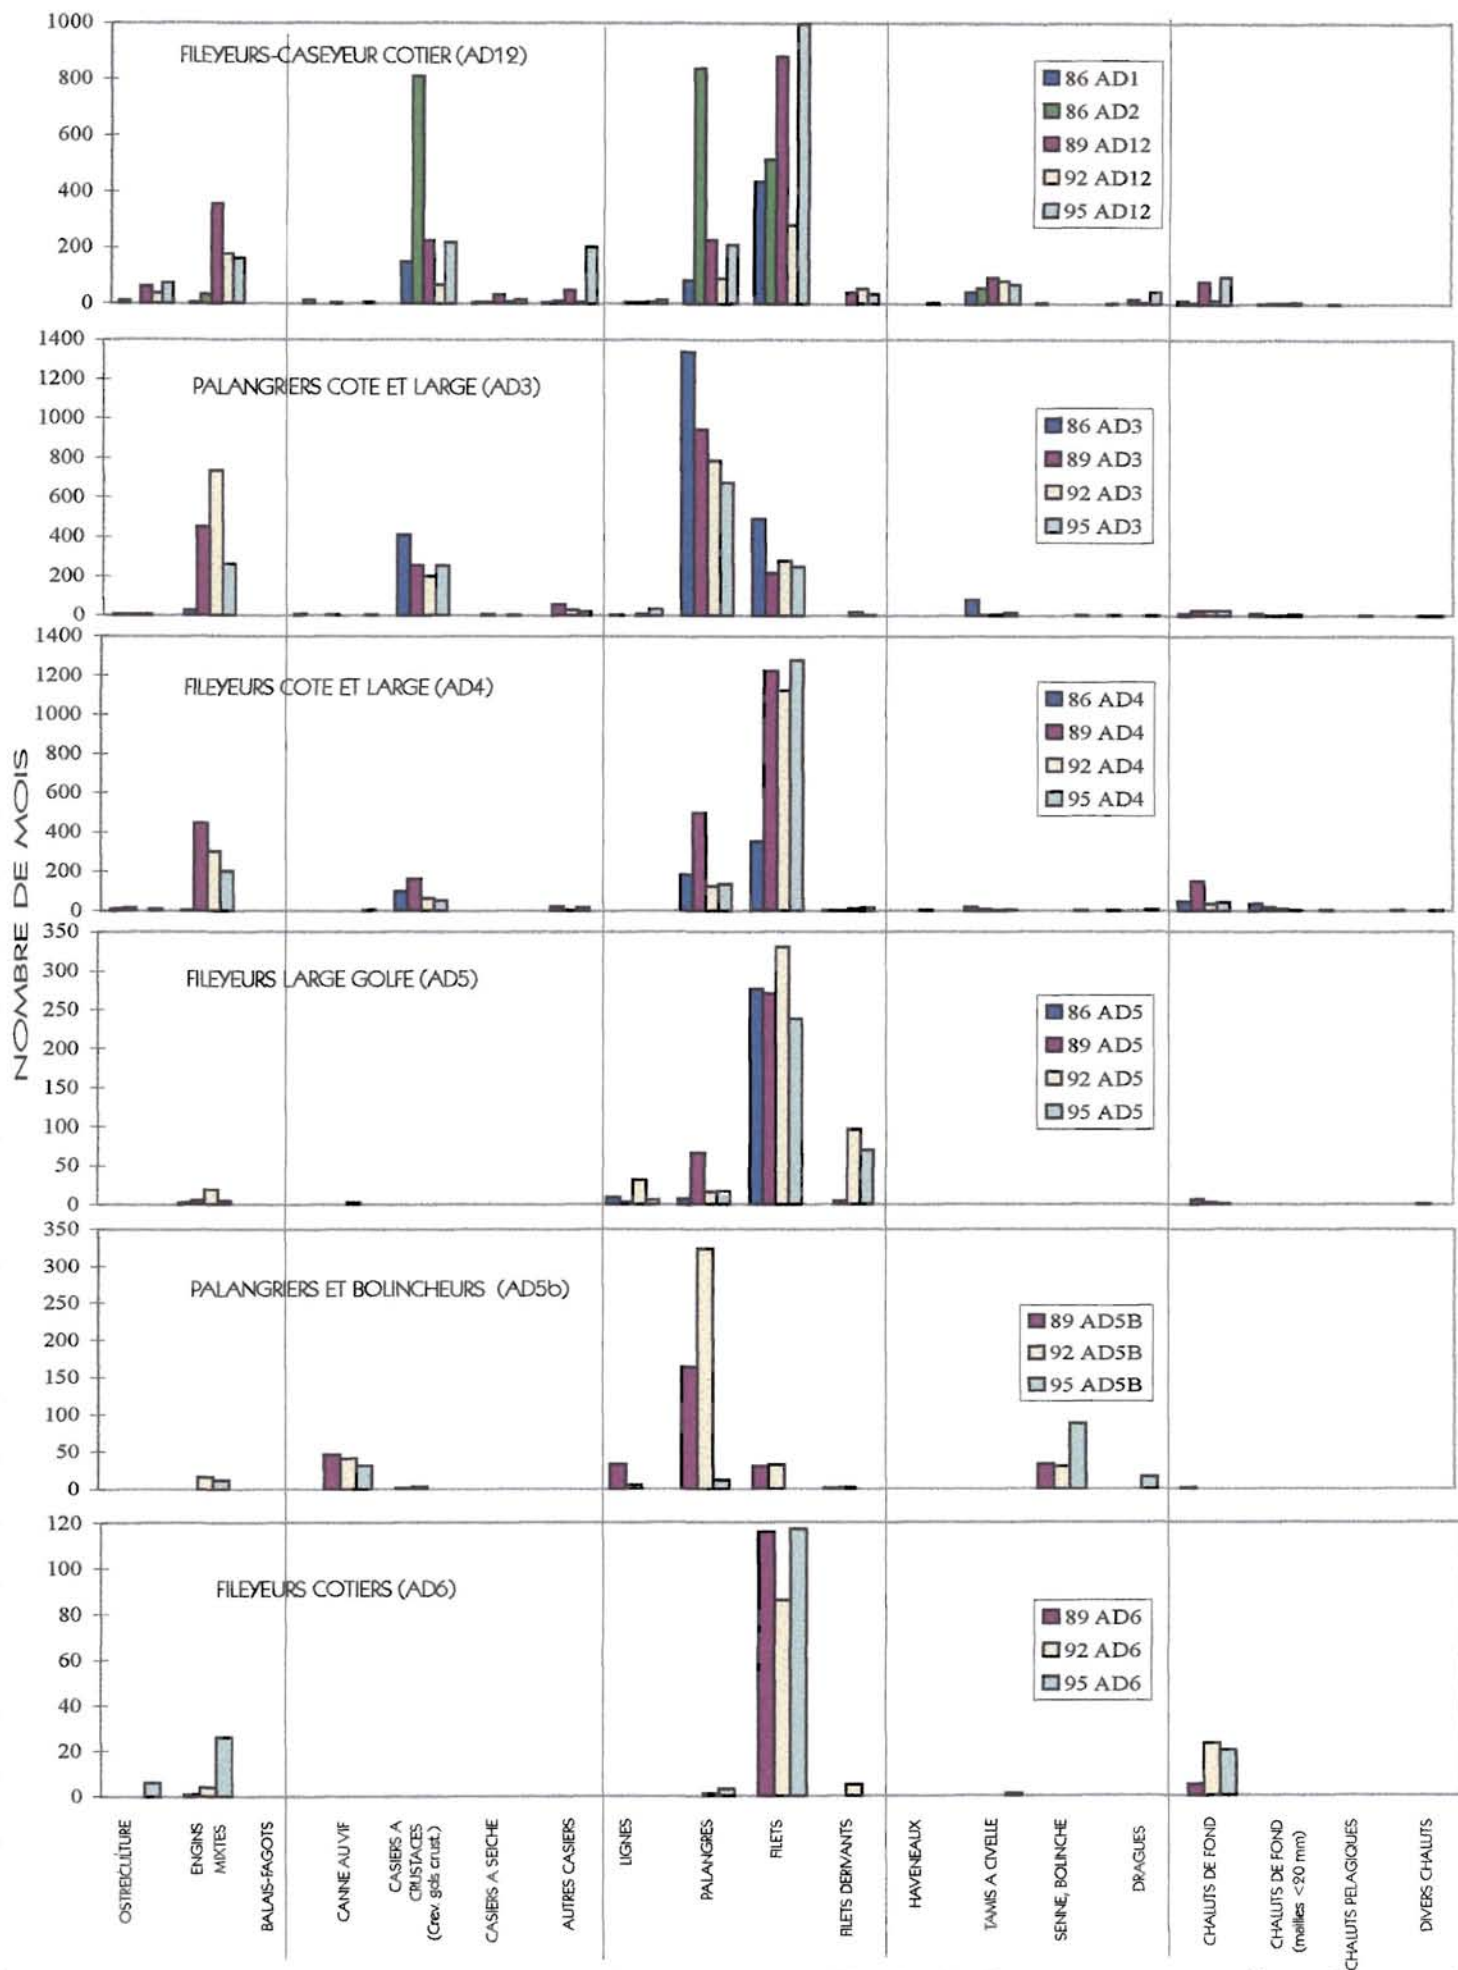 NOMBRE DE MOIS
FILEYEURS-CASEYEUR COTIER (AD12)
1000
800
600
400
200
0
86 AD1
86 AD2
89 AD12
92 AD12
95 AD12
PALANGRIERS COTE ET LARGE (AD3)
1400
1200
1000
800
600
400
200
0
86 AD3
89 AD3
92 AD3
95 AD3
FILEYEURS COTE ET LARGE (AD4)
1400
1200
1000
800
600
400
200
0
86 AD4
89 AD4
92 AD4
95 AD4
FILEYEURS LARGE GOLFE (AD5)
350
300
250
200
150
100
50
0
86 AD5
89 AD5
92 AD5
95 AD5
PALANGRIERS ET BOLINCHEURS (AD5b)
350
300
250
200
150
100
50
0
89 AD5B
92 AD5B
95 AD5B
FILEYEURS COTIERS (AD6)
120
100
80
60
40
20
0
89 AD6
92 AD6
95 AD6
OSTREICULTURE
ENGINS
MIXTES
BALAIS-FAGOTS
CANNE AU VIF
CASIERS A
CRUSTACES
(Crev. gds crust.)
CASIERS A SEICHE
AUTRES CASIERS
LIGNES
PALANGRES
FILETS
FILETS DERIVANTS
HAVENEAUX
TAMIS A CIVELLE
SENNE, BOLINCHE
DRAGUES
CHALUTS DE FOND
CHALUTS DE FOND
(mailles <20 mm)
CHALUTS PELAGIQUES
DIVERS CHALUTS